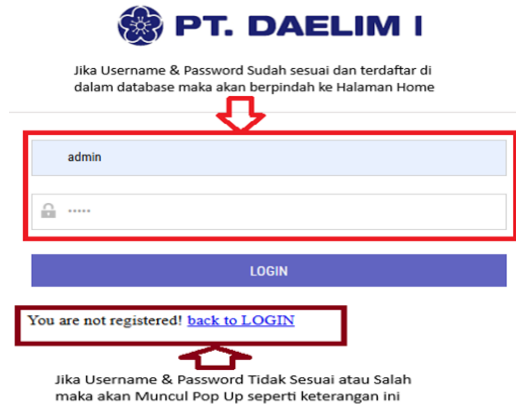 PT. DAELIM I
Jika Username & Password Sudah sesuai dan terdaftar di
dalam database maka akan berpindah ke Halaman Home
admin
•••••
LOGIN
You are not registered! back to LOGIN
Jika Username & Password Tidak Sesuai atau Salah
maka akan Muncul Pop Up seperti keterangan ini